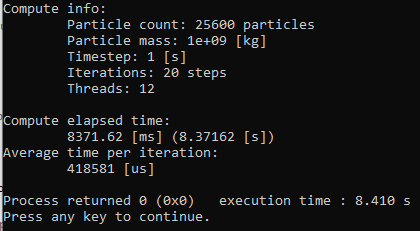 Compute info:
Particle count: 25600 particles
Particle mass: 1e+09 [kg]
Timestep: 1 [s]
Iterations: 20 steps
Threads: 12
Compute elapsed time:
8371.62 [ms] (8.37162 [s])
Average time per iteration:
418581 [us]
Process returned 0 (0x0)   execution time : 8.410 s
Press any key to continue.